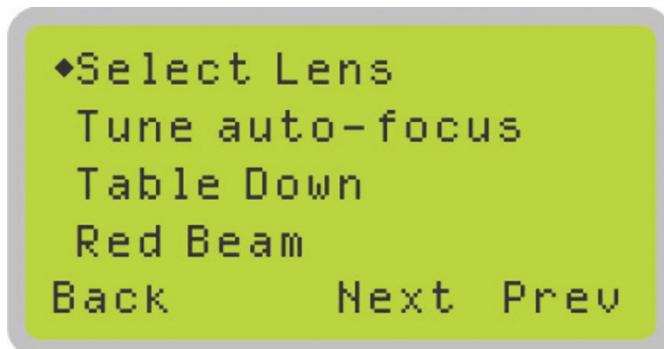 ◆Select Lens
Tune auto-focus
Table Down
Red Beam
Back Next Prev